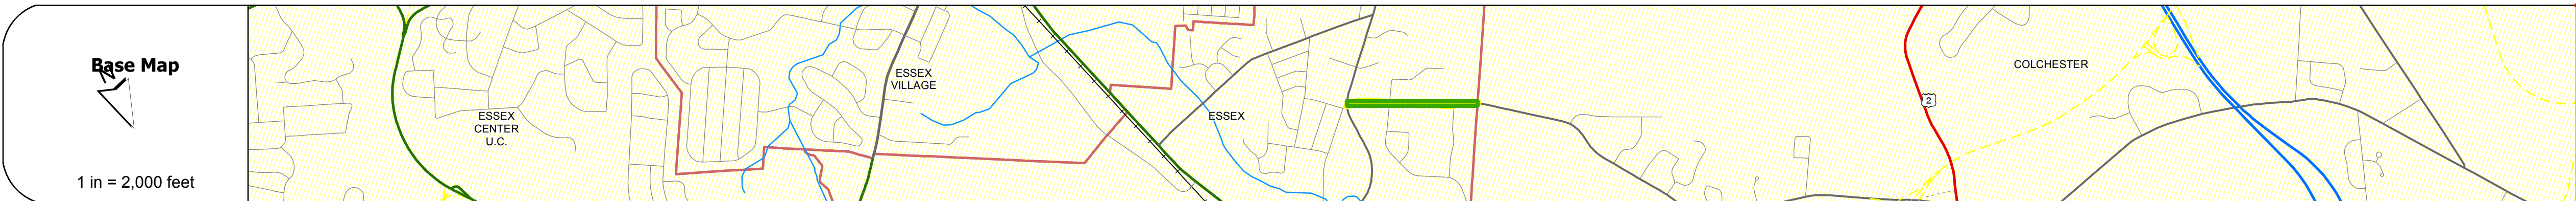 Base Map
N
1 in = 2,000 feet
ESSEX
CENTER
U.C.
ESSEX
VILLAGE
ESSEX
2
COLCHESTER